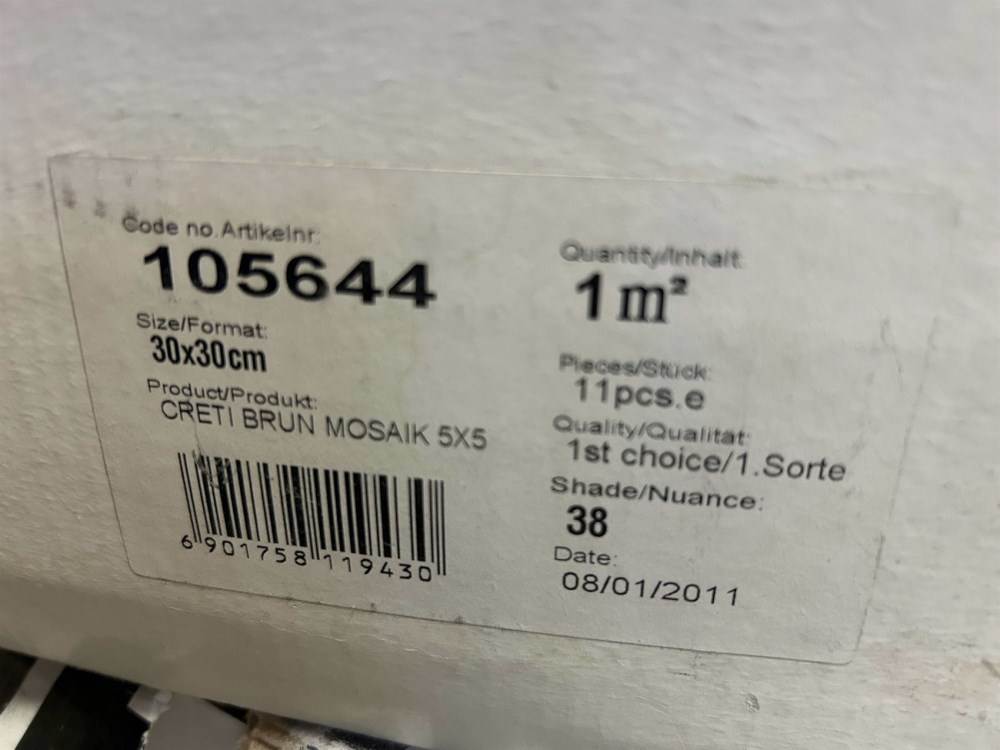 Code no. Artikelnr:
105644
Size/Format:
30x30cm
Product/Produkt:
CRETI BRUN MOSAIK 5X5
6 901758 119430
Quantity/Inhalt:
1 m²
Pieces/Stück:
11pcs.e
Quality/Qualität:
1st choice/1.Sorte
Shade/Nuance:
38
Date:
08/01/2011